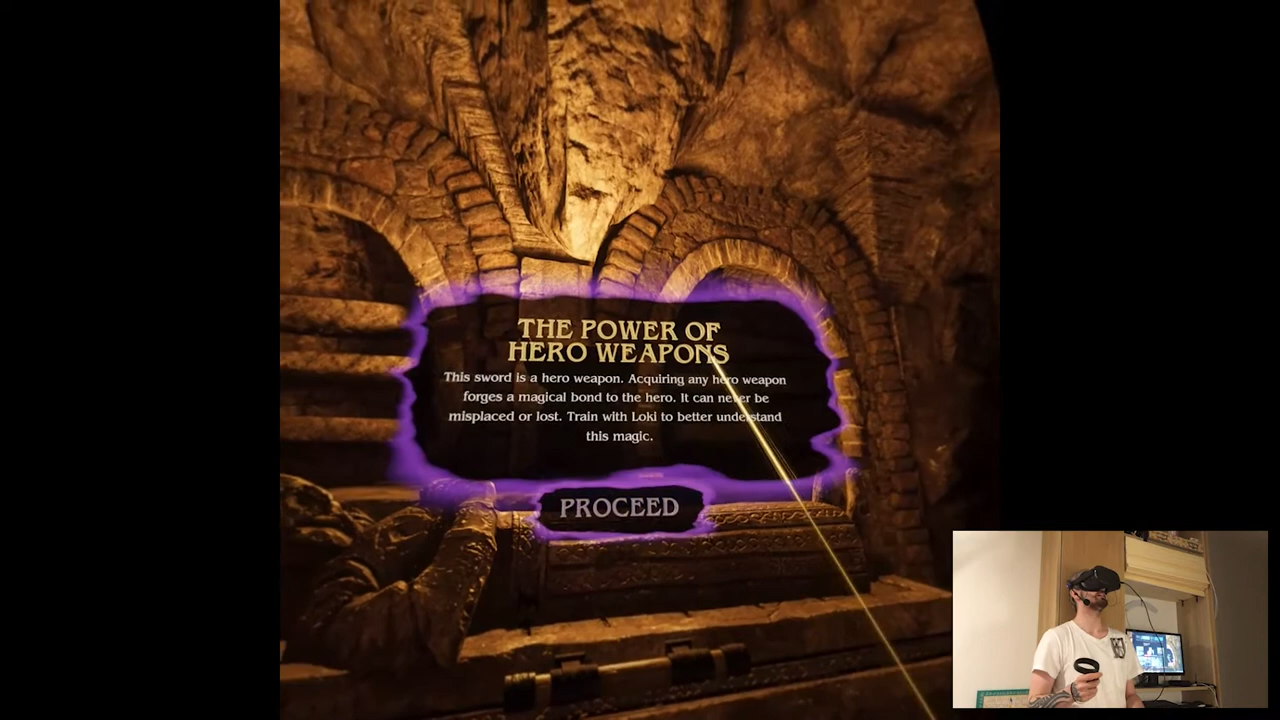 THE POWER OF
HERO WEAPONS
This sword is a hero weapon. Acquiring any hero weapon
forges a magical bond to the hero. It can never be
misplaced or lost. Train with Loki to better understand
this magic.
PROCEED